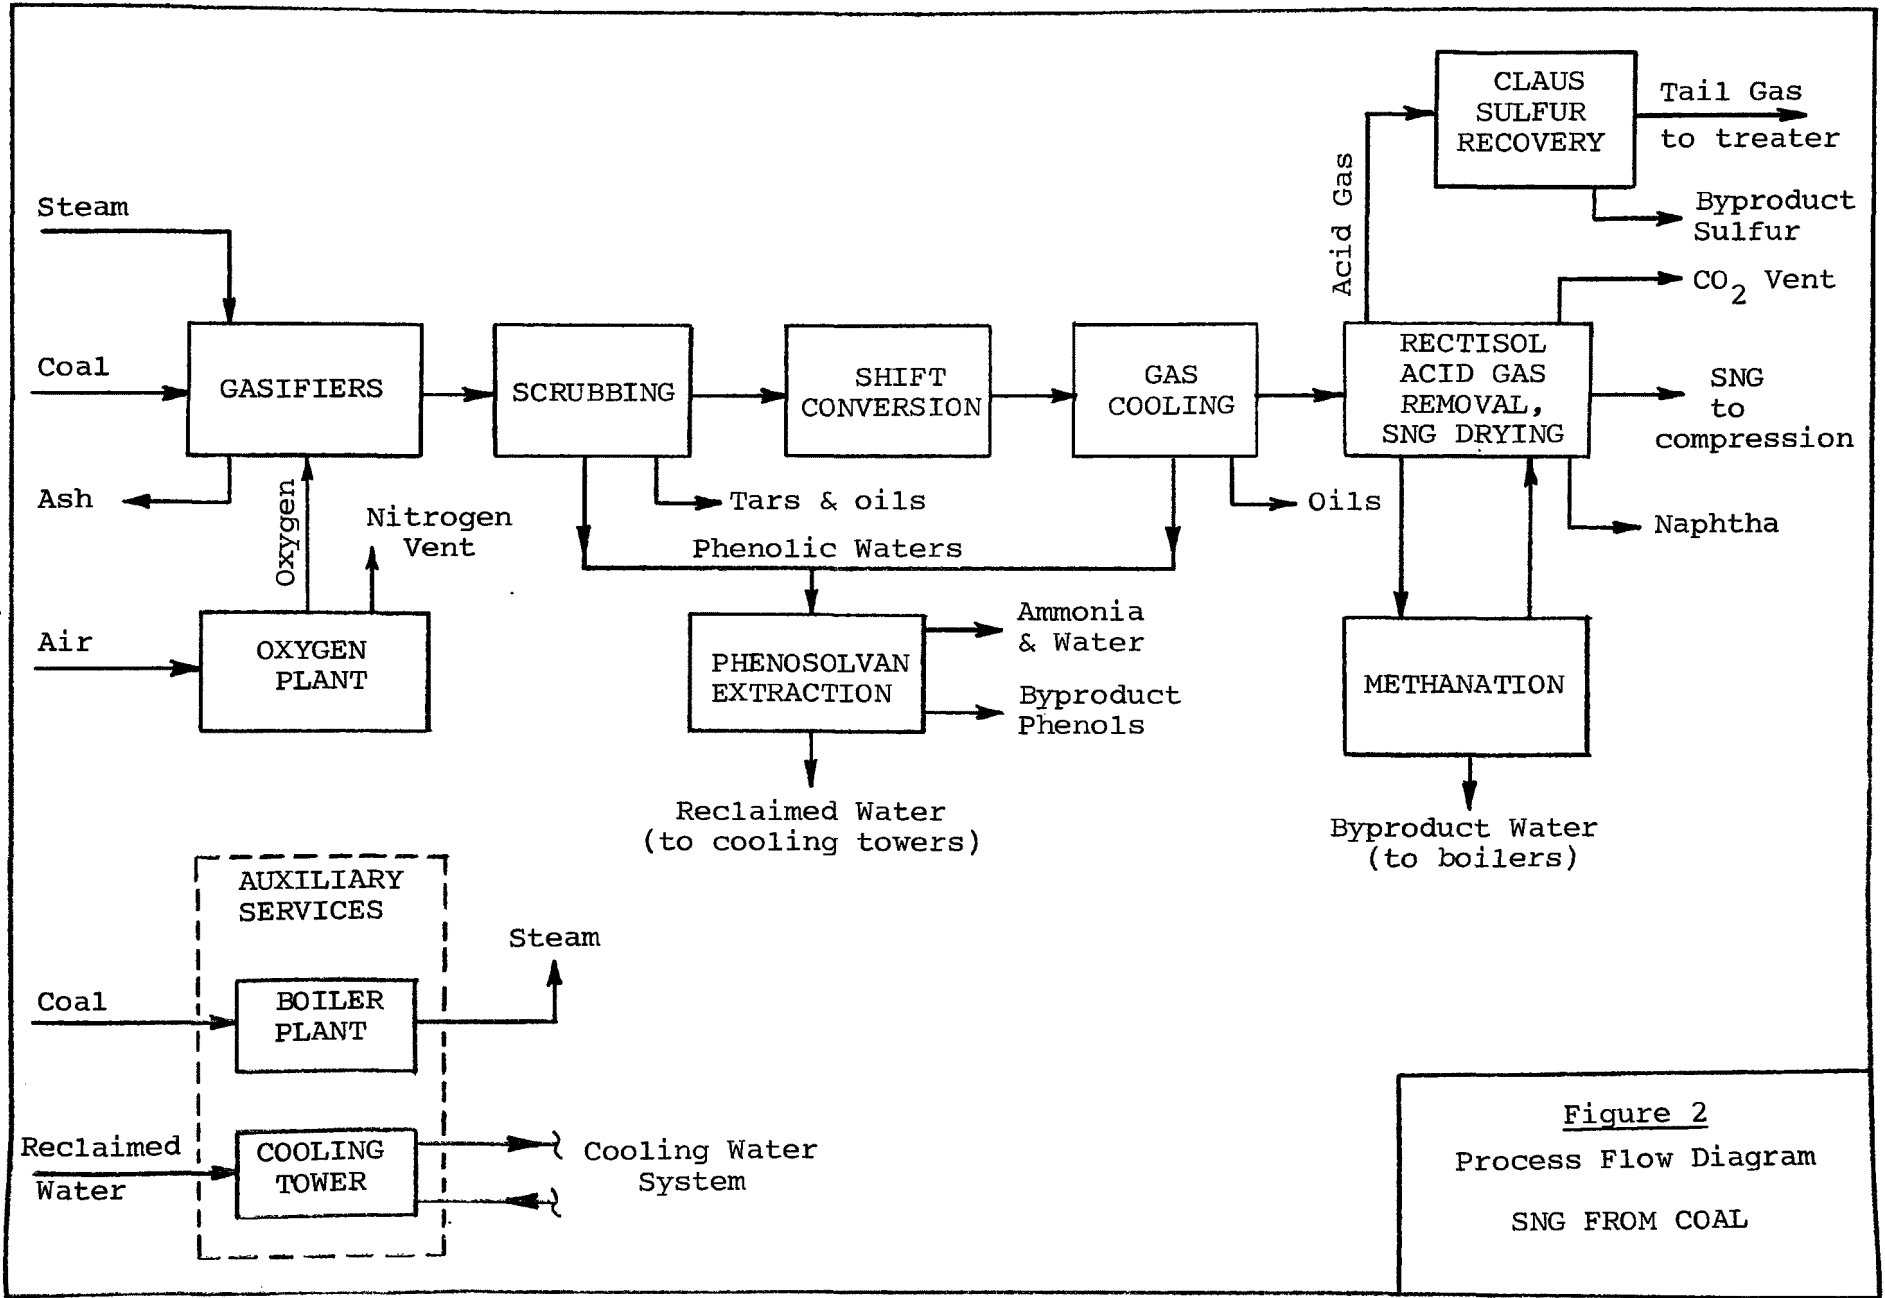 CLAUS
SULFUR
RECOVERY
Tail Gas
to treater
Byproduct
Sulfur
Acid Gas
CO2 Vent
Steam
Coal
GASIFIERS
SCRUBBING
SHIFT
CONVERSION
GAS
COOLING
RECTISOL
ACID GAS
REMOVAL,
SNG DRYING
SNG
to
compression
Ash
Oxygen
Nitrogen
Vent
Tars & oils
Oils
Naphtha
Phenolic Waters
Air
OXYGEN
PLANT
PHENOSOLVAN
EXTRACTION
Ammonia
& Water
Byproduct
Phenols
METHANATION
Reclaimed Water
(to cooling towers)
Byproduct Water
(to boilers)
AUXILIARY
SERVICES
Steam
Coal
BOILER
PLANT
Reclaimed
Water
COOLING
TOWER
Cooling Water
System
Figure 2
Process Flow Diagram
SNG FROM COAL